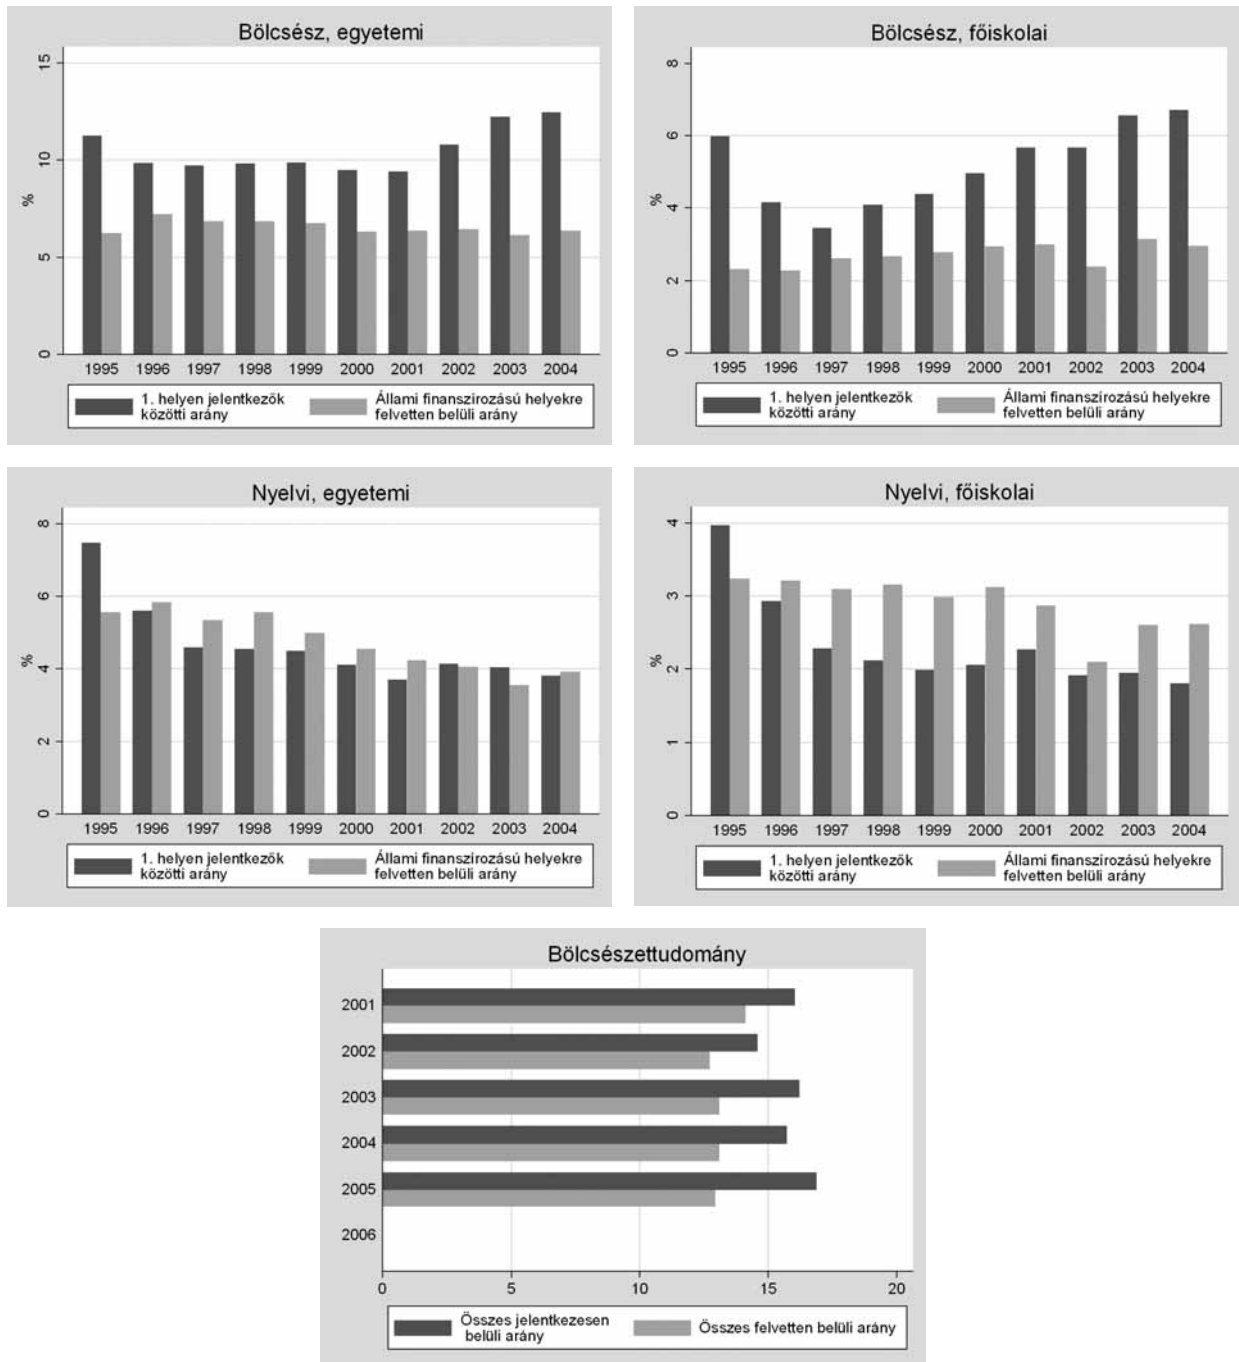 Bölcsész, egyetemi
15
10
5
0
%
1995 1996 1997 1998 1999 2000 2001 2002 2003 2004
1. helyen jelentkezők
közötti arány
Állami finanszírozású helyekre
felvetten belüli arány
Bölcsész, főiskolai
8
6
4
2
0
%
1995 1996 1997 1998 1999 2000 2001 2002 2003 2004
1. helyen jelentkezők
közötti arány
Állami finanszírozású helyekre
felvetten belüli arány
Nyelvi, egyetemi
8
6
4
2
0
%
1995 1996 1997 1998 1999 2000 2001 2002 2003 2004
1. helyen jelentkezők
közötti arány
Állami finanszírozású helyekre
felvetten belüli arány
Nyelvi, főiskolai
4
3
2
1
0
%
1995 1996 1997 1998 1999 2000 2001 2002 2003 2004
1. helyen jelentkezők
közötti arány
Állami finanszírozású helyekre
felvetten belüli arány
Bölcsészettudomány
2001
2002
2003
2004
2005
2006
0 5 10 15 20
Összes jelentkezesen
belüli arány
Összes felvetten belüli arány